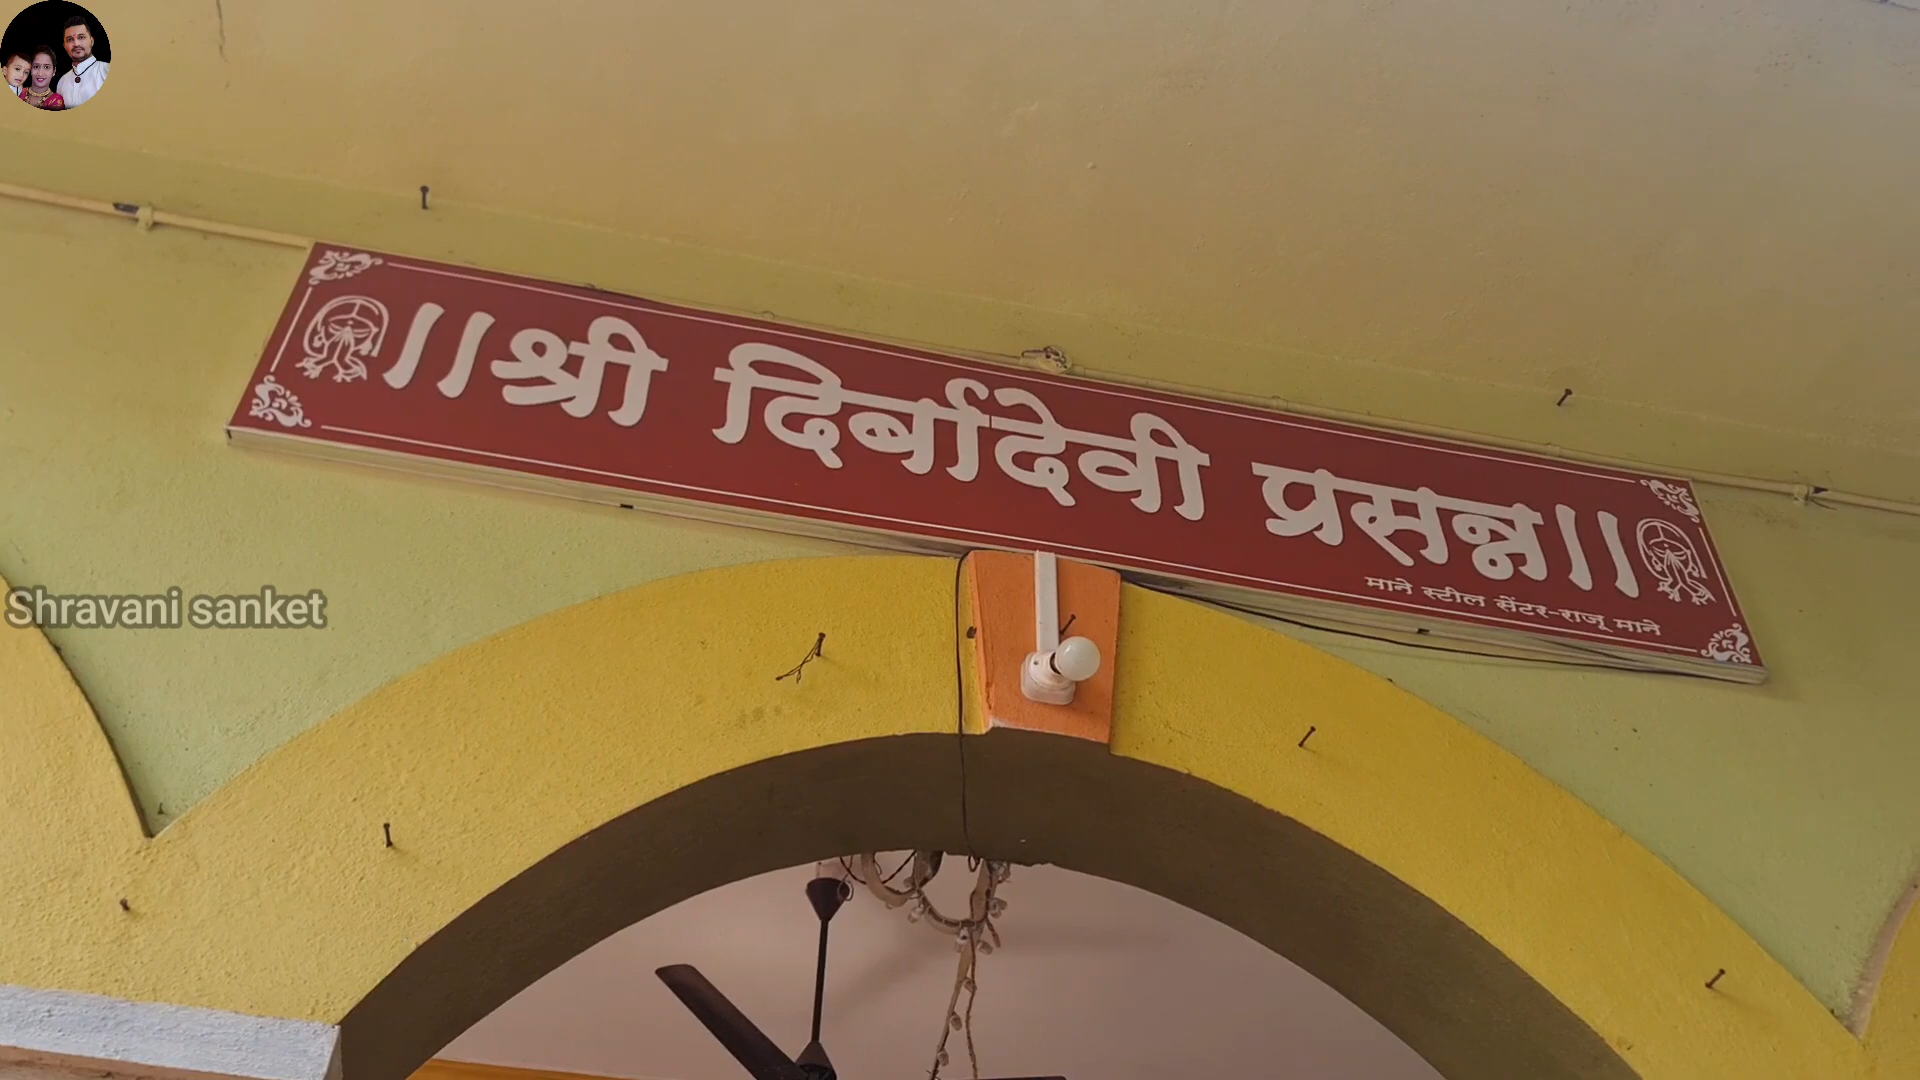 ।।श्री दिर्बादेवी प्रसन्न।।
माने स्टील सेंटर-राजू माने
Shravani sanket